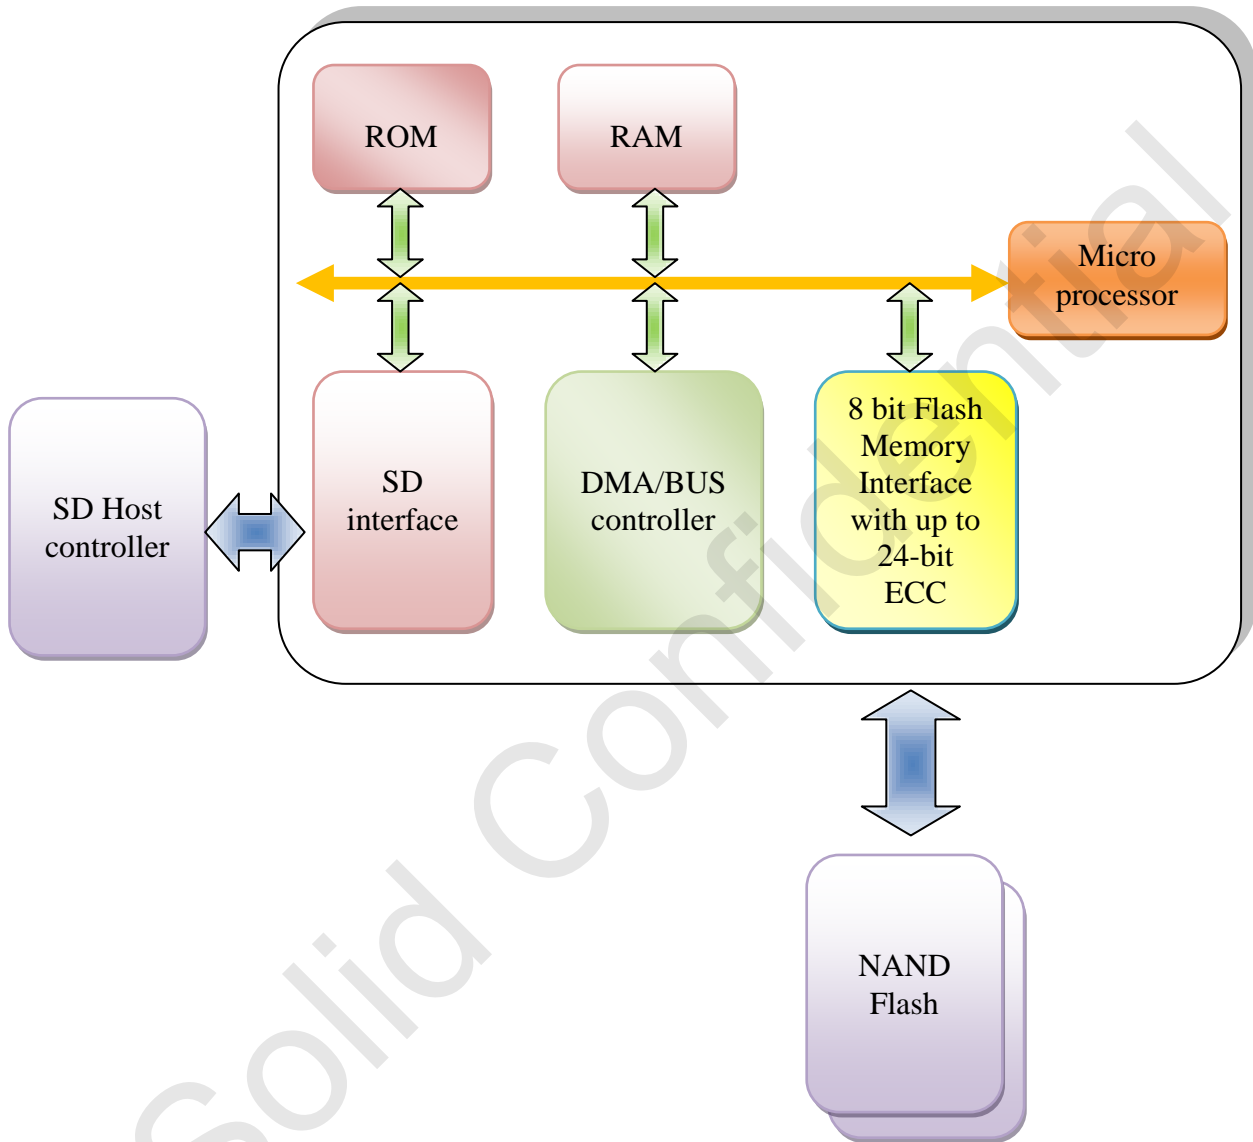 ROM
RAM
Micro
processor
SD Host
controller
SD
interface
DMA/BUS
controller
8 bit Flash
Memory
Interface
with up to
24-bit
ECC
NAND
Flash
Solid Confidential